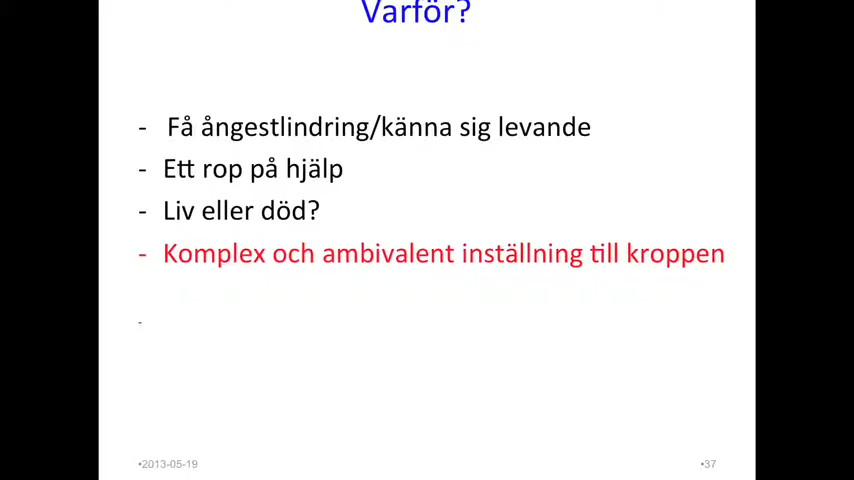 Varför?
- Få ångestlindring/känna sig levande
- Ett rop på hjälp
- Liv eller död?
- Komplex och ambivalent inställning till kroppen
-
•2013-05-19
•37